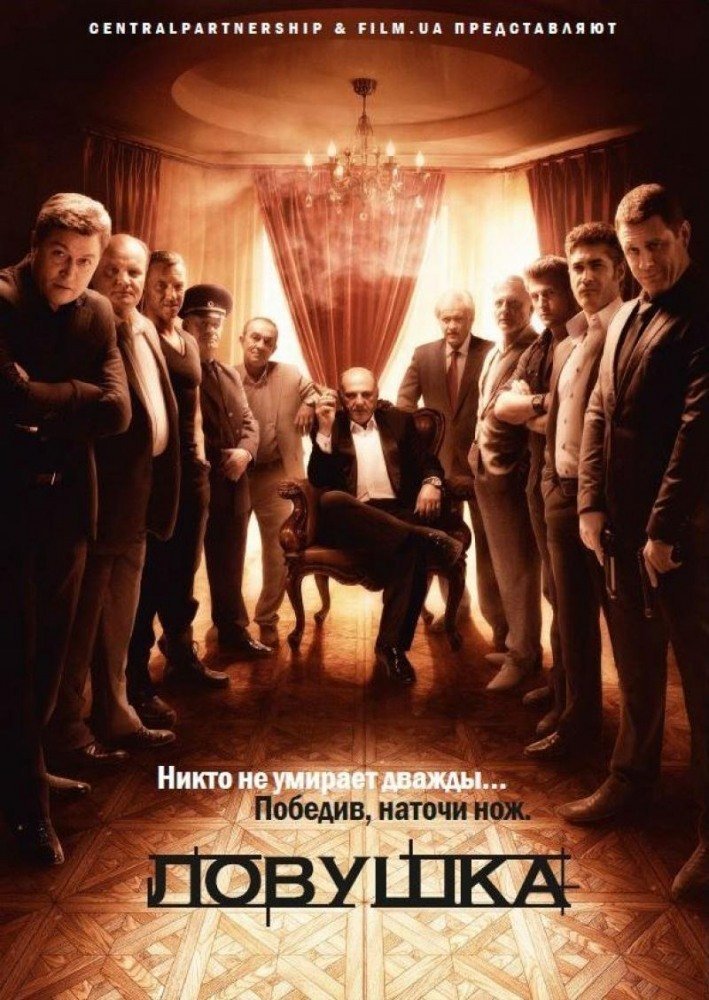 CENTRALPARTNERSHIP & FILM.UA ПРЕДСТАВЛЯЮТ
Никто не умирает дважды...
Победив, наточи нож.
ЛОВУШКА